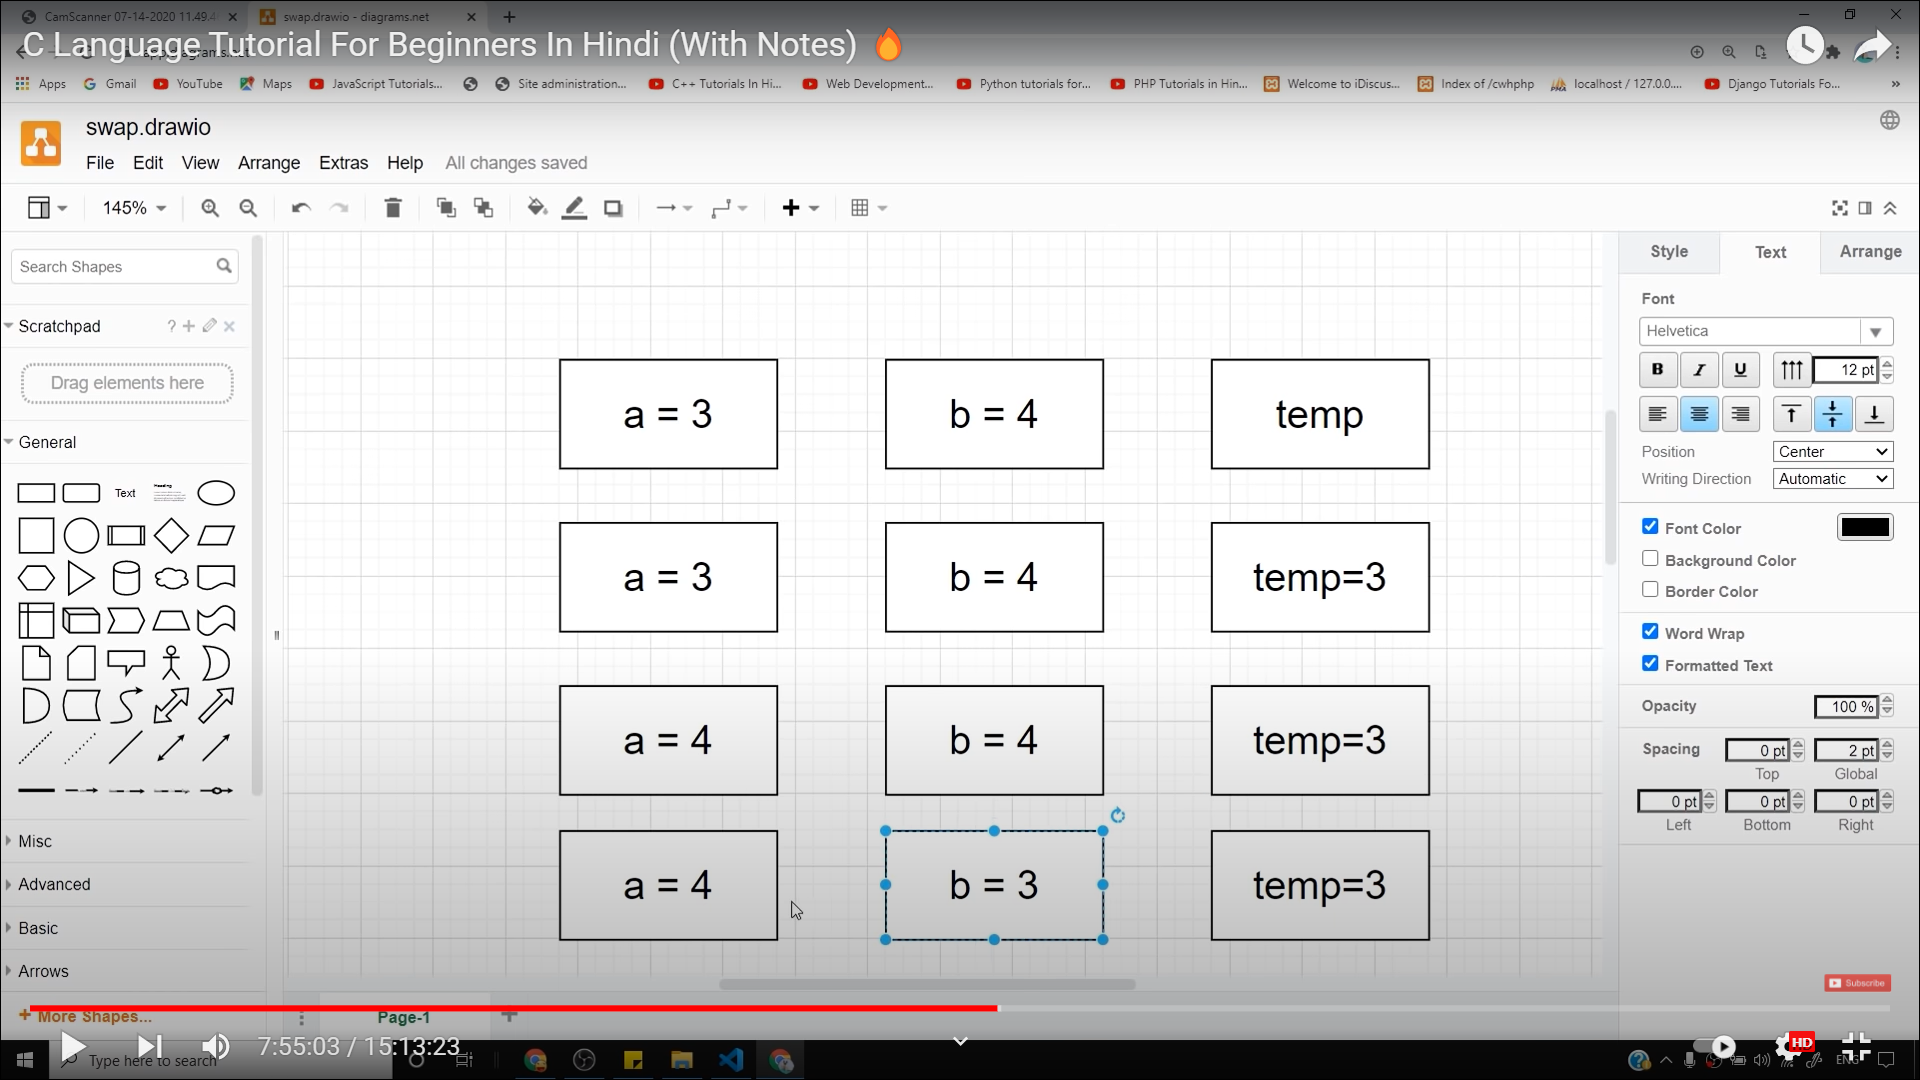 CamScanner 07-14-2020 11.49.4
swap.drawio - diagrams.net
C Language Tutorial For Beginners In Hindi (With Notes) 🔥
Apps
Gmail
YouTube
Maps
JavaScript Tutorials...
Site administration...
C++ Tutorials In Hi...
Web Development...
Python tutorials for...
PHP Tutorials in Hin...
Welcome to iDiscus...
Index of /cwhphp
localhost / 127.0.0....
Django Tutorials Fo...
»
swap.drawio
File Edit View Arrange Extras Help All changes saved
145%
Search Shapes
Scratchpad
?
Drag elements here
General
Text
Heading
Misc
Advanced
Basic
Arrows
+ More Shapes...
a = 3
b = 4
temp
a = 3
b = 4
temp=3
a = 4
b = 4
temp=3
a = 4
b = 3
temp=3
Style Text Arrange
Font
Helvetica
B I U
12 pt
Position Center
Writing Direction Automatic
Font Color
Background Color
Border Color
Word Wrap
Formatted Text
Opacity 100 %
Spacing 0 pt 2 pt
Top Global
0 pt 0 pt 0 pt
Left Bottom Right
Subscribe
Page-1
7:55:03 / 15:13:23
HD
Type here to search
ENG